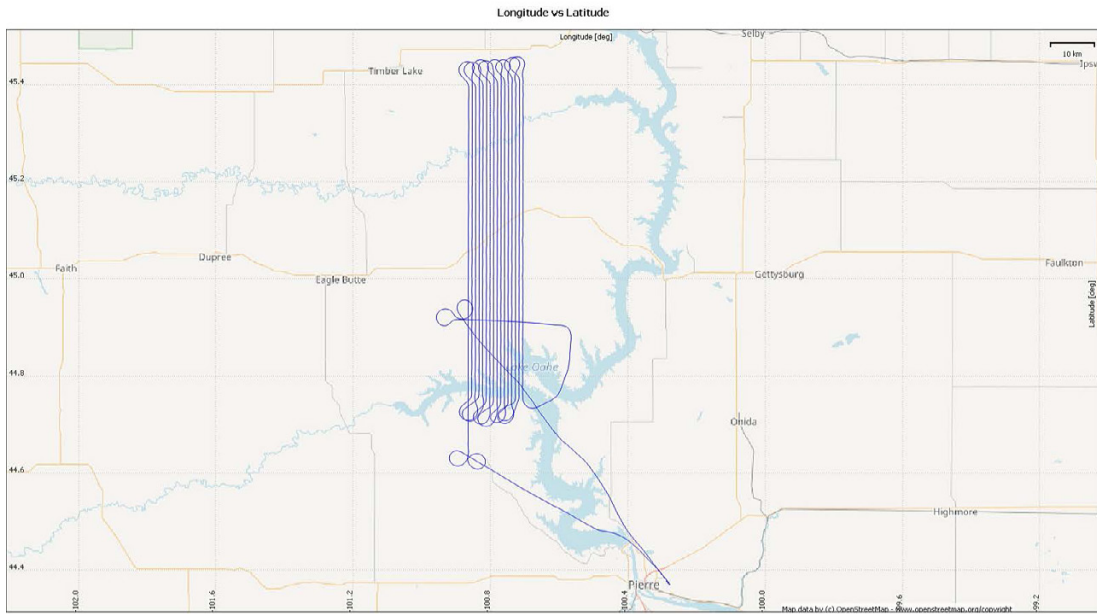 Longitude vs Latitude
Longitude [deg]
Selby
10 km
Timber Lake
Ipsw
45.4
45.2
45.0
Dupree
Faith
Eagle Butte
Gettysburg
Faulkton
Latitude [deg]
44.8
Lake Oahe
Onida
44.6
Highmore
44.4
Pierre
-102.0
-101.6
-101.2
-100.8
-100.4
-100.0
-99.6
-99.2
Map data by (c) OpenStreetMap - www.openstreetmap.org/copyright